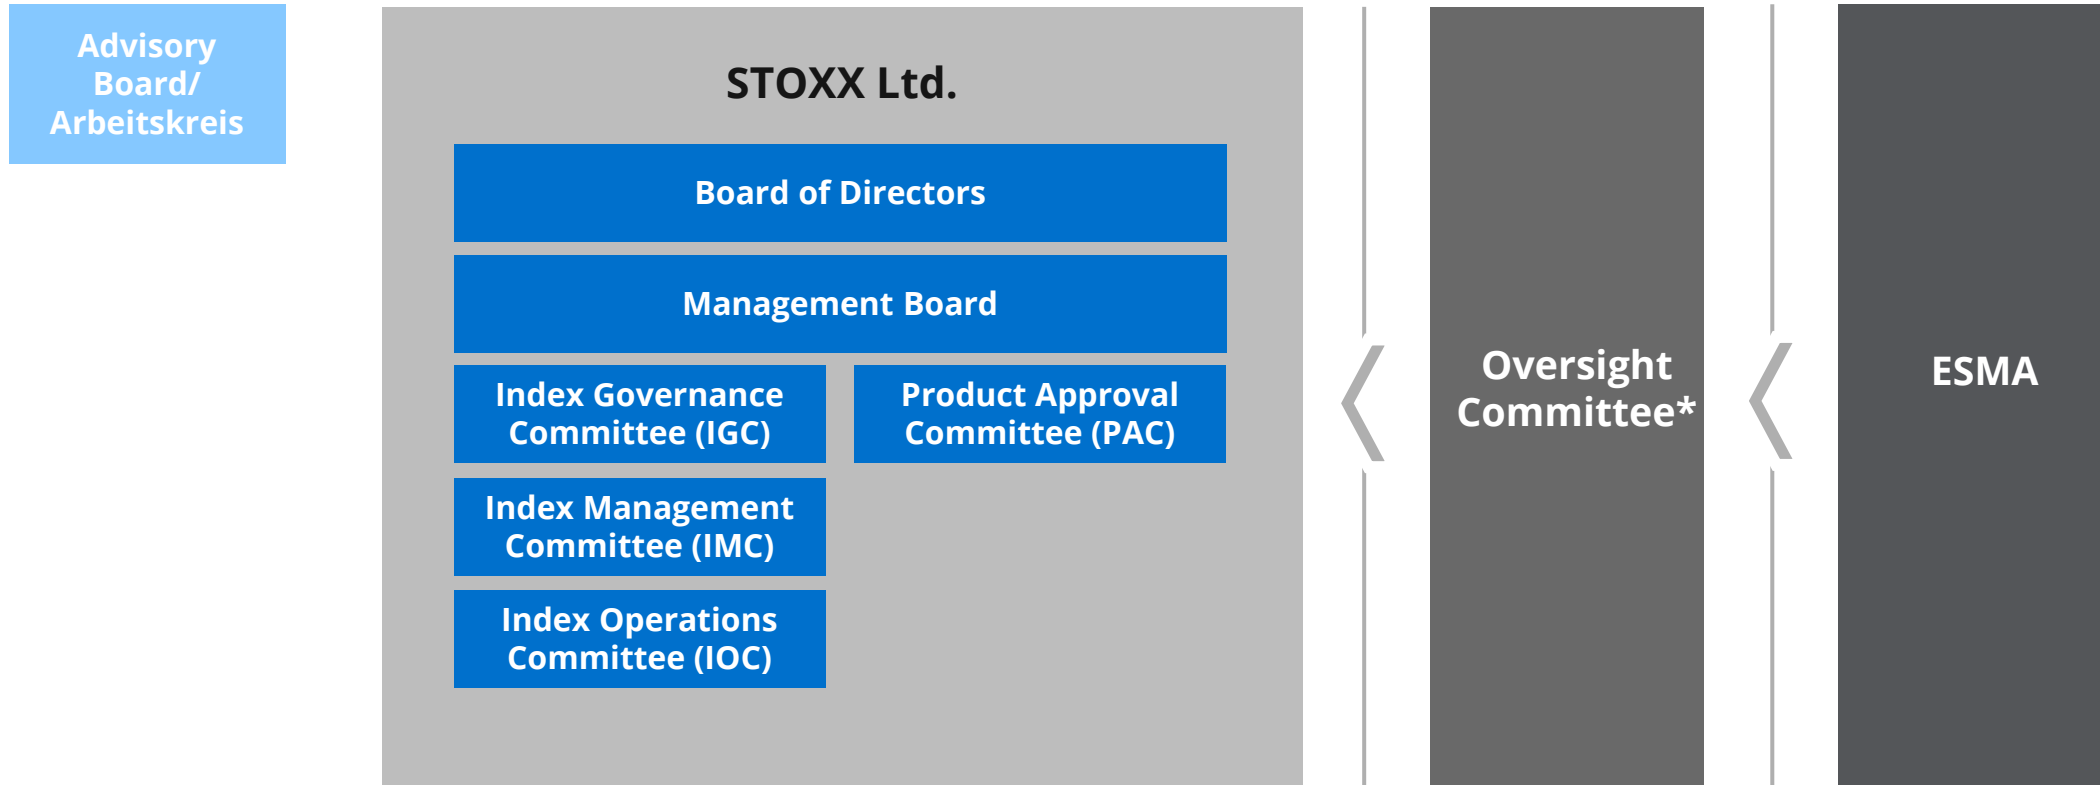 Advisory
Board/
Arbeitskreis
STOXX Ltd.
Board of Directors
Management Board
Index Governance
Committee (IGC)
Product Approval
Committee (PAC)
Index Management
Committee (IMC)
Index Operations
Committee (IOC)
Oversight
Committee*
ESMA